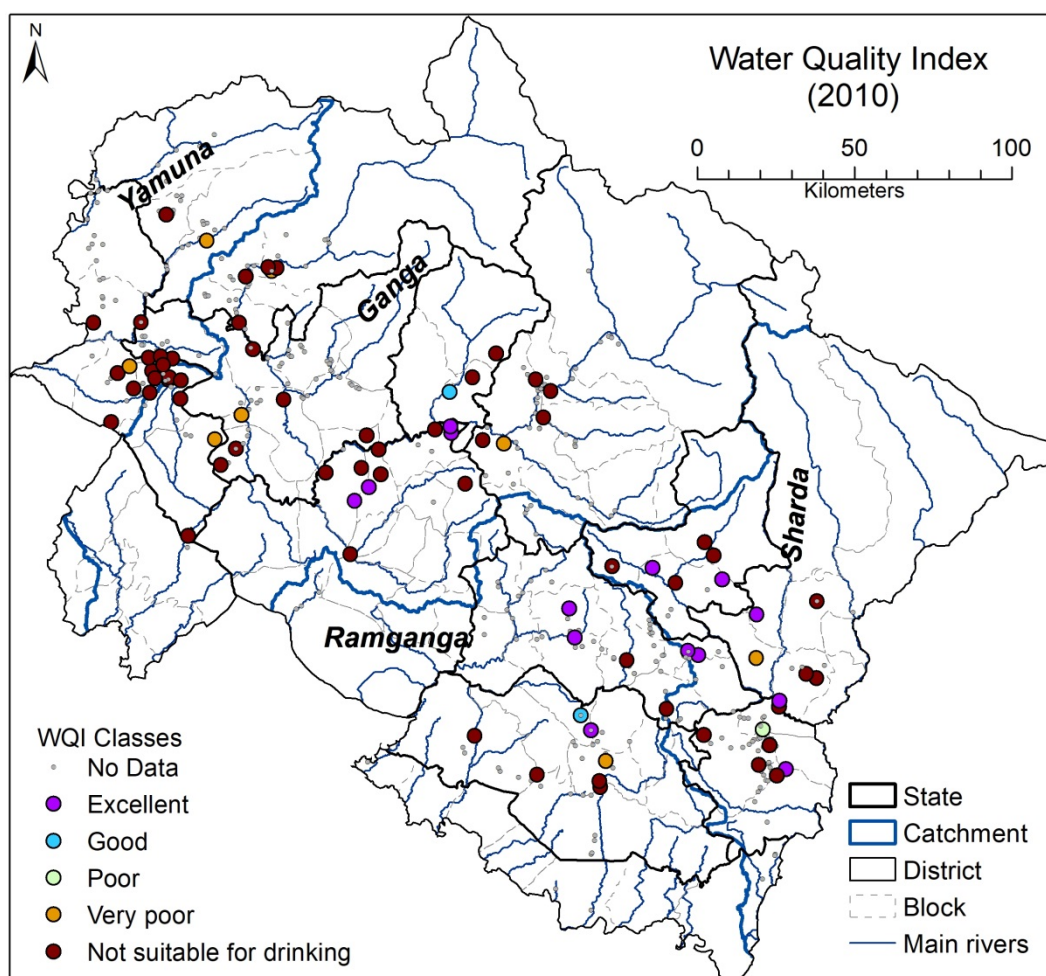 N
Water Quality Index
(2010)
0 50 100
Kilometers
Yamuna
Ganga
Sharda
Ramganga
WQI Classes
No Data
Excellent
Good
Poor
Very poor
Not suitable for drinking
State
Catchment
District
Block
Main rivers